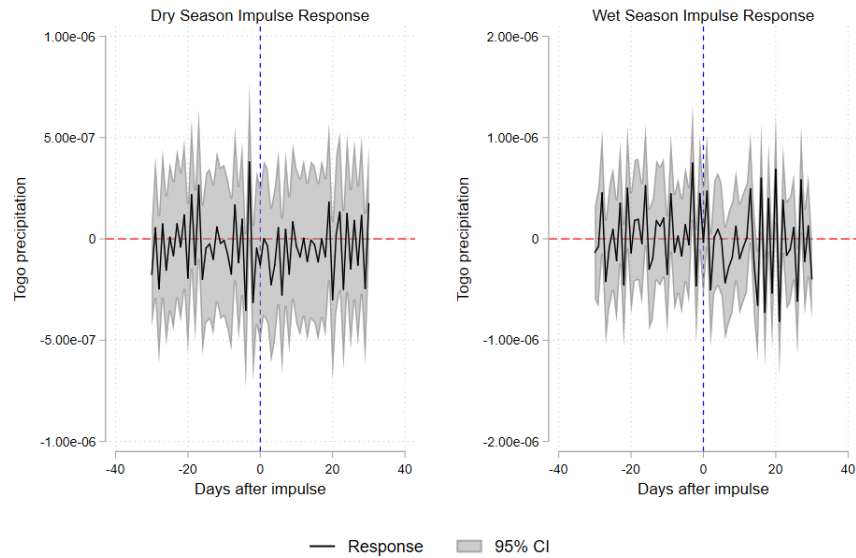 Dry Season Impulse Response
1.00e-06
5.00e-07
0
-5.00e-07
-1.00e-06
Togo precipitation
-40 -20 0 20 40
Days after impulse
Wet Season Impulse Response
2.00e-06
1.00e-06
0
-1.00e-06
-2.00e-06
Togo precipitation
-40 -20 0 20 40
Days after impulse
Response 95% CI